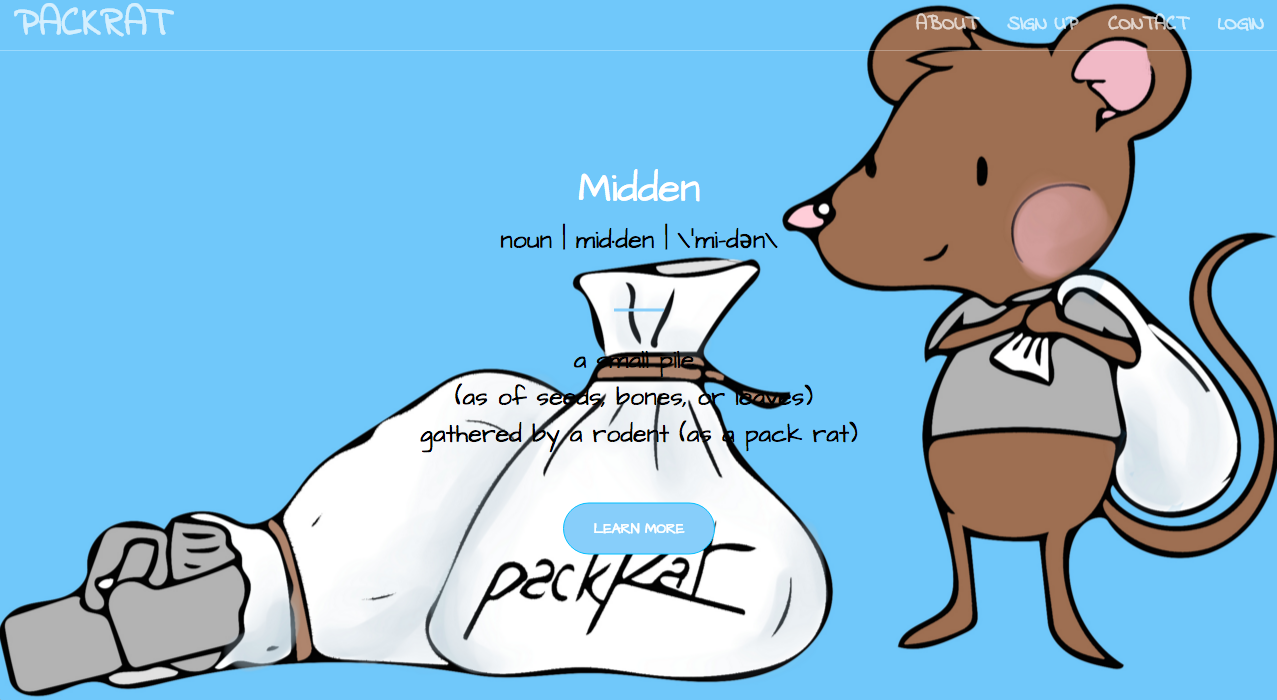 PACKRAT
ABOUT SIGN UP CONTACT LOGIN
Midden
noun | mid·den | \ˈmi-dən\
a small pile
(as of seeds, bones, or leaves)
gathered by a rodent (as a pack rat)
LEARN MORE
packRat